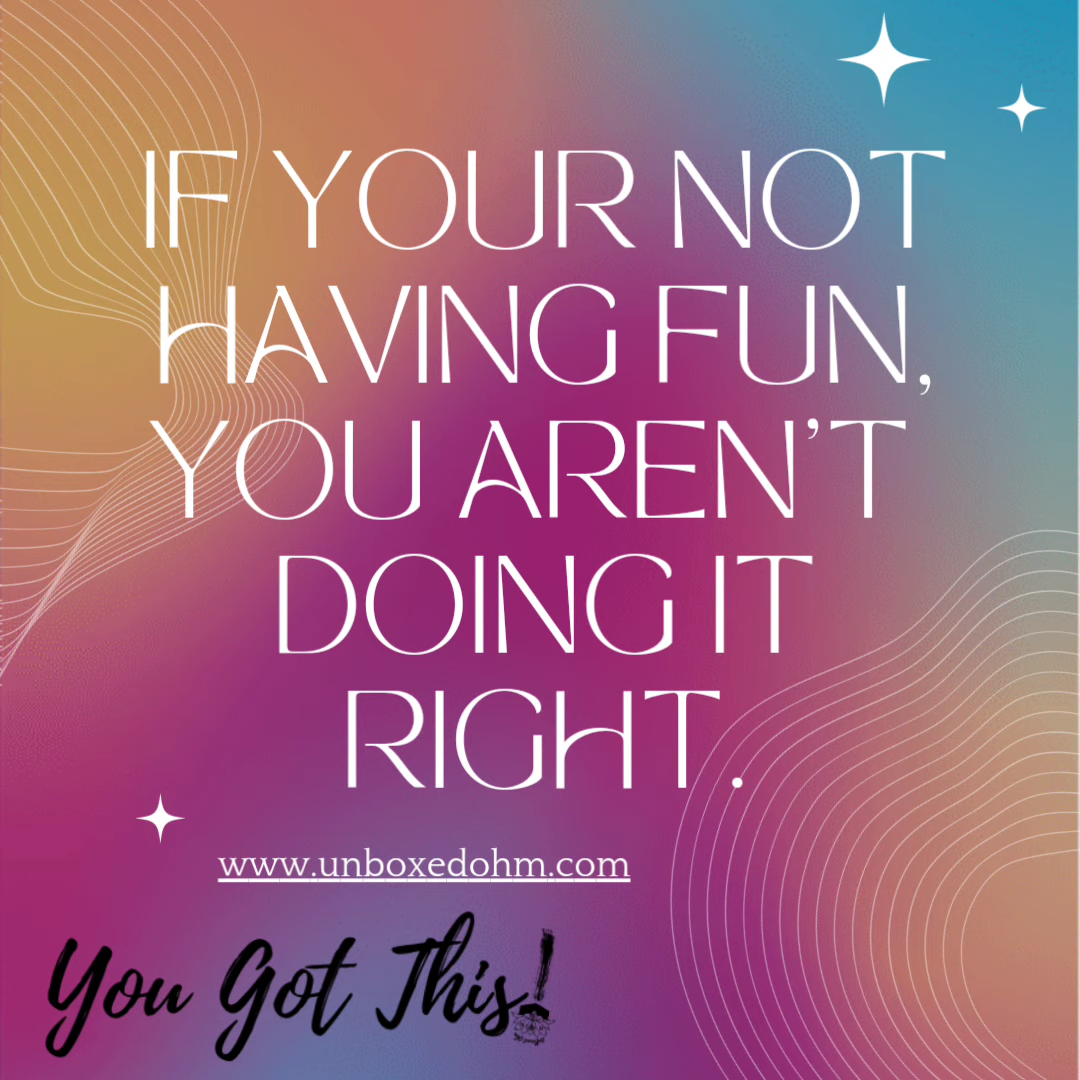 IF YOUR NOT
HAVING FUN,
YOU AREN'T
DOING IT
RIGHT.
www.unboxedohm.com
You Got This!